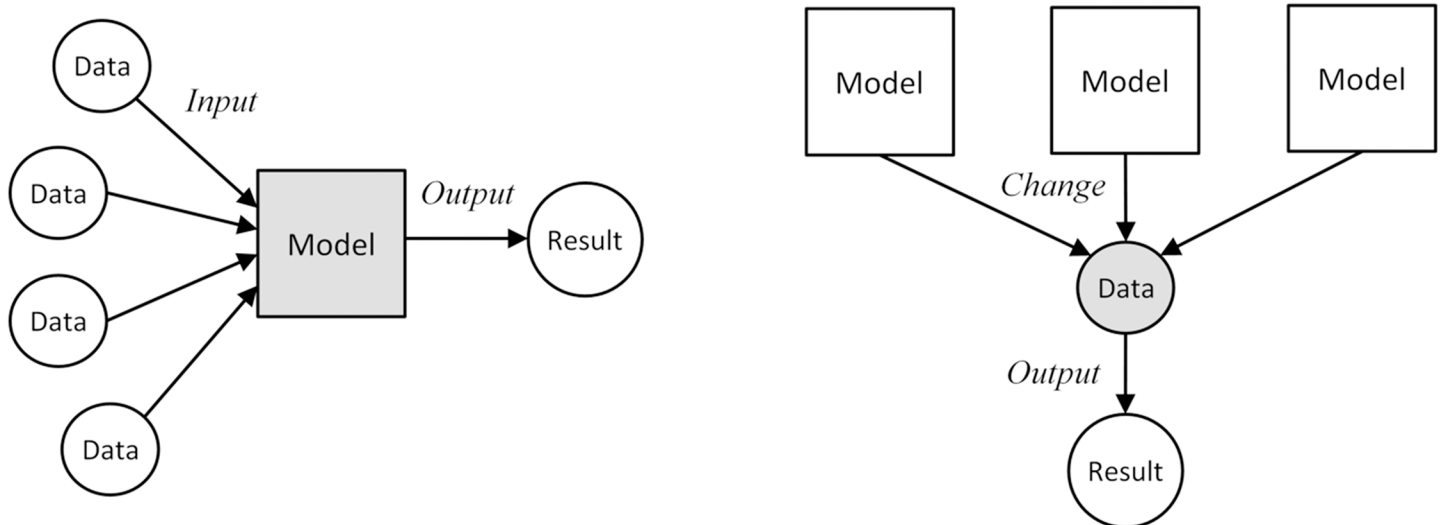 Data
Input
Data
Output
Model
Result
Data
Data
Model
Model
Model
Change
Data
Output
Result